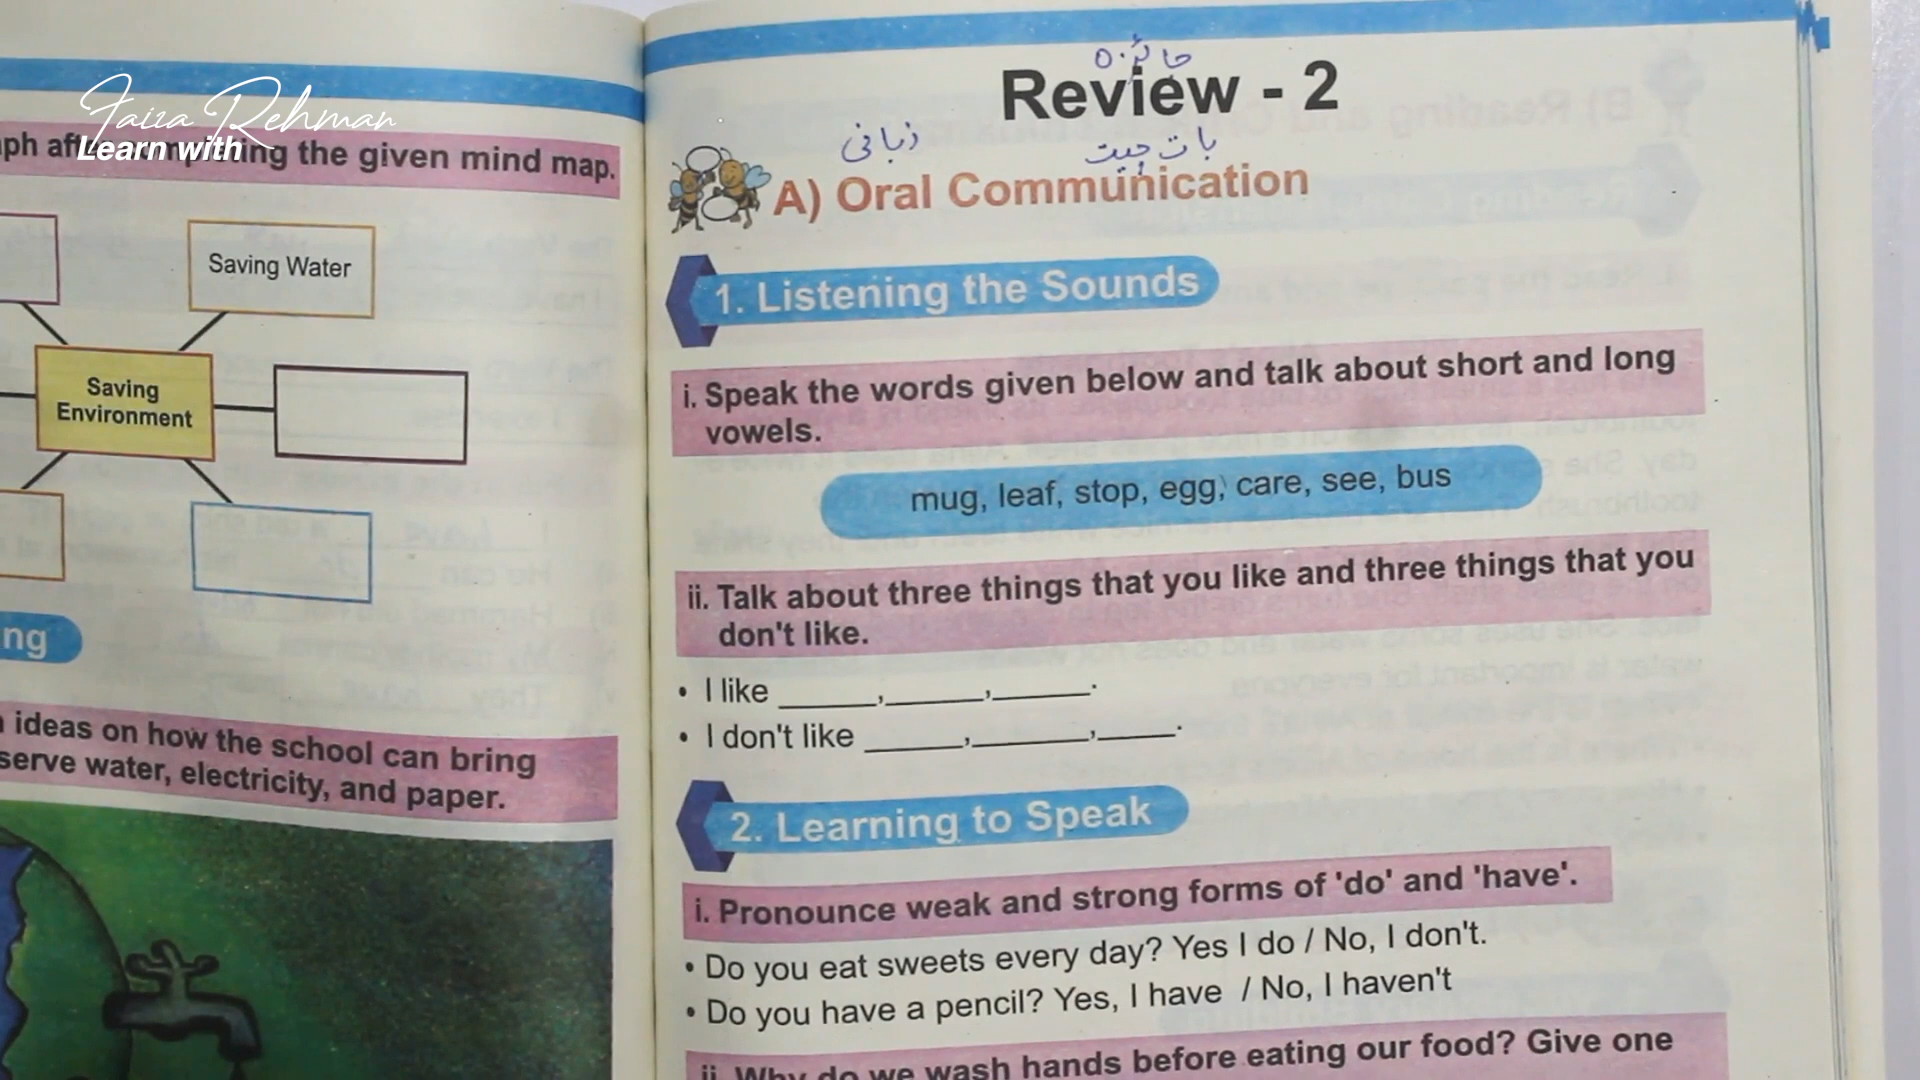 Faiza Rehman
Learn with
ing the given mind map.
Saving Water
Saving
Environment
ng
ideas on how the school can bring
serve water, electricity, and paper.
جائزہ
Review - 2
زبانی بات چیت
A) Oral Communication
1. Listening the Sounds
i. Speak the words given below and talk about short and long
vowels.
mug, leaf, stop, egg, care, see, bus
ii. Talk about three things that you like and three things that you
don't like.
• I like ______,______,______.
• I don't like ______,_______,_____.
2. Learning to Speak
i. Pronounce weak and strong forms of 'do' and 'have'.
• Do you eat sweets every day? Yes I do / No, I don't.
• Do you have a pencil? Yes, I have / No, I haven't
ii. Why do we wash hands before eating our food? Give one